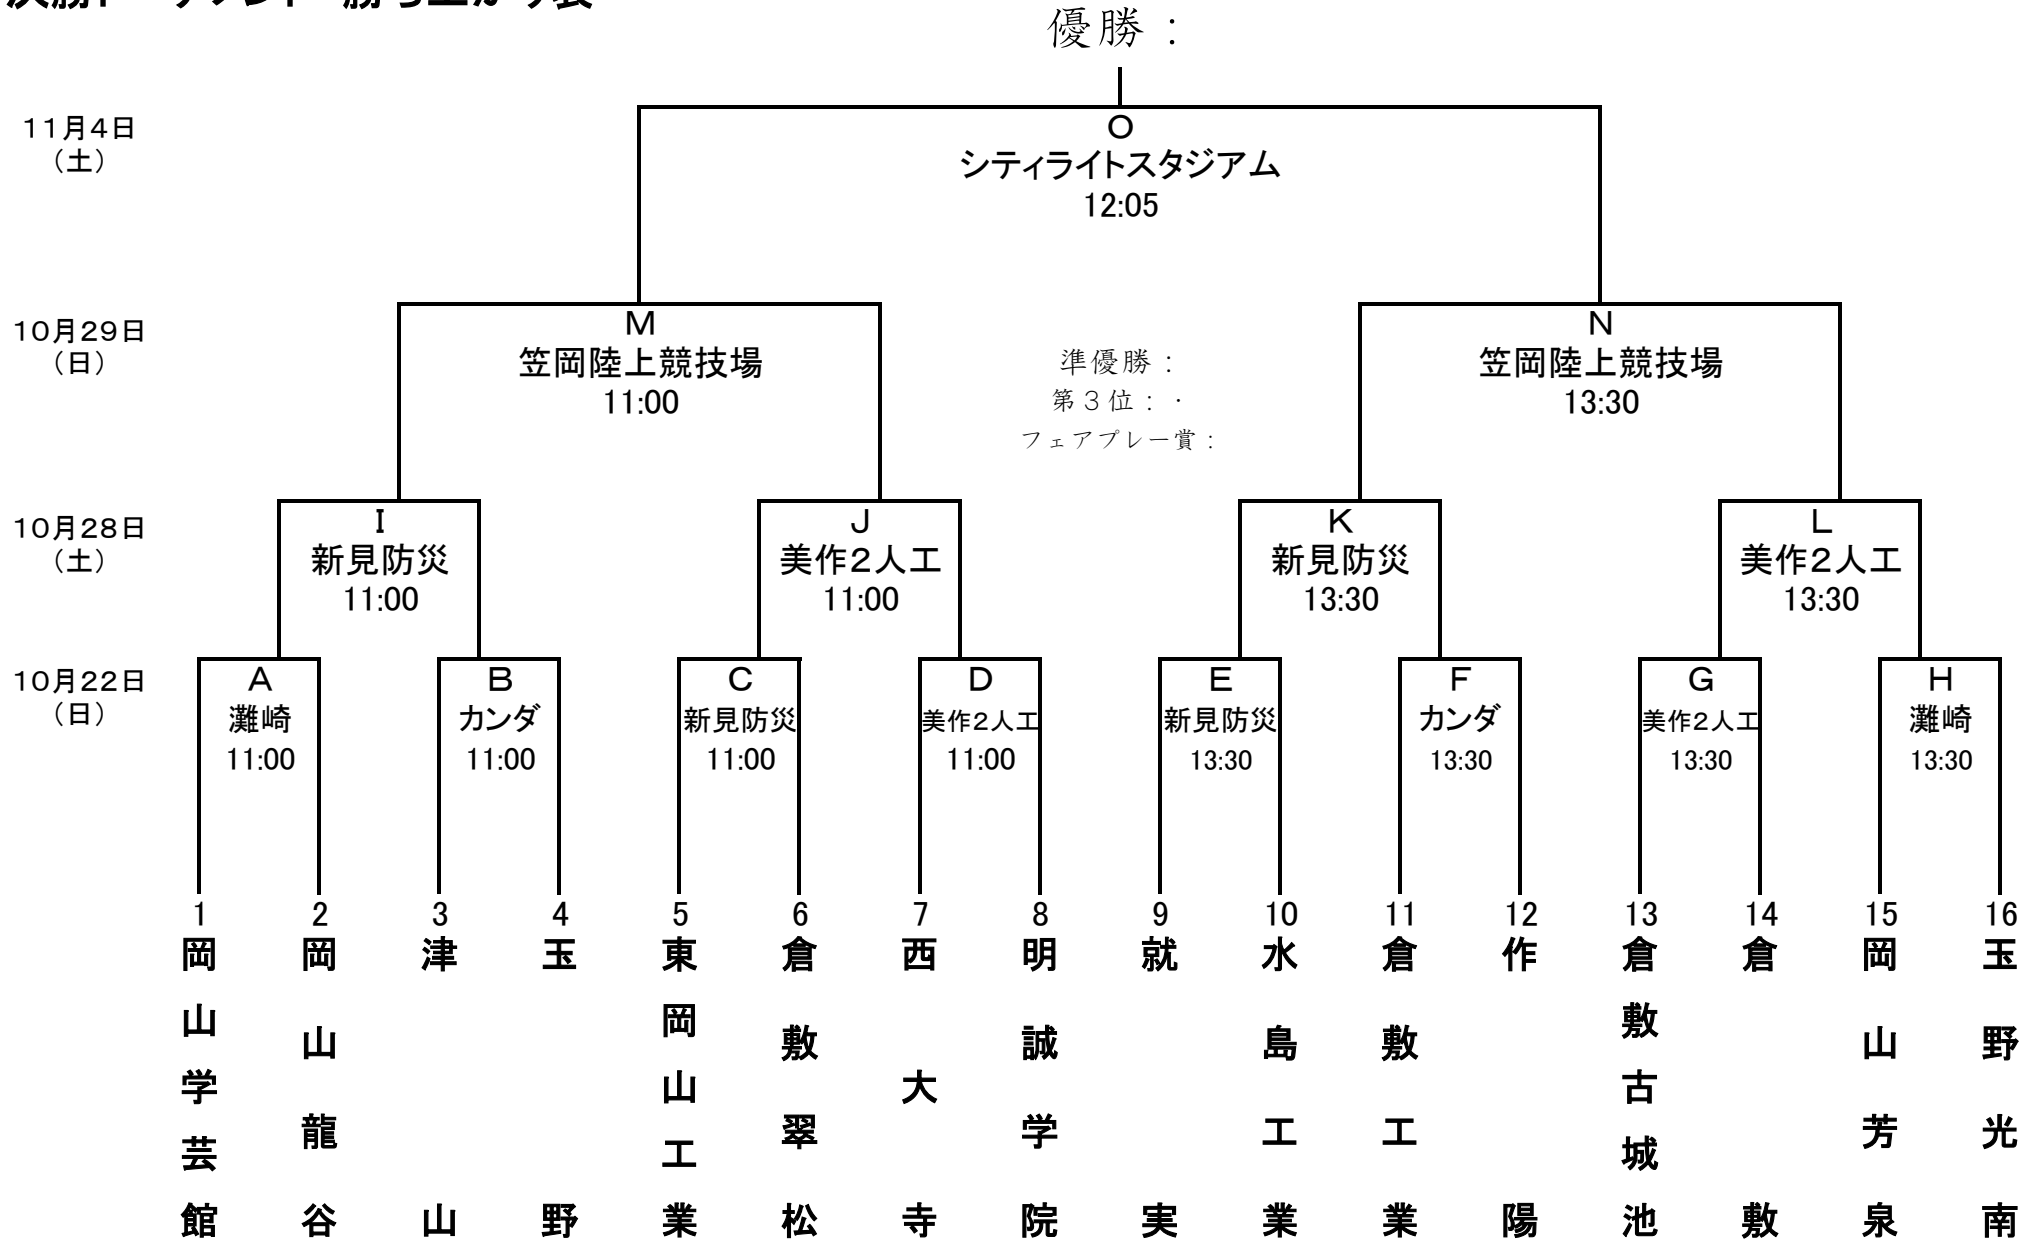 優勝：
11月4日
（土）
O
シティライトスタジアム
12:05
10月29日
（日）
M
笠岡陸上競技場
11:00
準優勝：
第３位：・
フェアプレー賞：
N
笠岡陸上競技場
13:30
10月28日
（土）
I
新見防災
11:00
J
美作2人工
11:00
K
新見防災
13:30
L
美作2人工
13:30
10月22日
（日）
A
灘崎
11:00
B
カンダ
11:00
C
新見防災
11:00
D
美作2人工
11:00
E
新見防災
13:30
F
カンダ
13:30
G
美作2人工
13:30
H
灘崎
13:30
1
岡山学芸館
2
岡山龍谷
3
津山
4
玉野
5
東岡山工業
6
倉敷翠松
7
西大寺
8
明誠学院
9
就実
10
水島工業
11
倉敷工業
12
作陽
13
倉敷古城池
14
倉敷
15
岡山芳泉
16
玉野光南